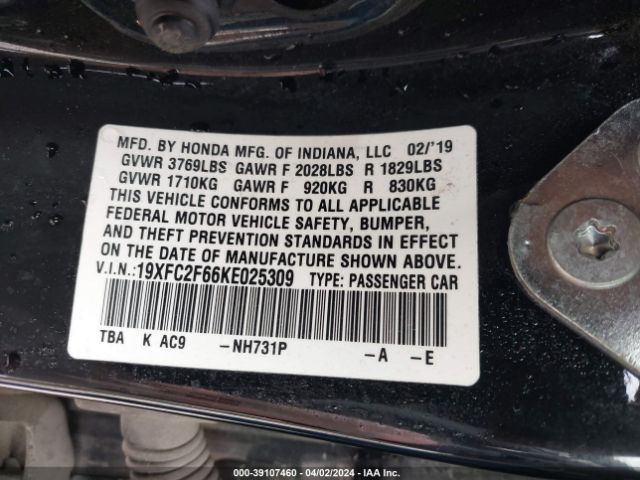 MFD. BY HONDA MFG. OF INDIANA, LLC 02/'19
GVWR 3769LBS GAWR F 2028LBS R 1829LBS
GVWR 1710KG GAWR F 920KG R 830KG
THIS VEHICLE CONFORMS TO ALL APPLICABLE
FEDERAL MOTOR VEHICLE SAFETY, BUMPER,
AND THEFT PREVENTION STANDARDS IN EFFECT
ON THE DATE OF MANUFACTURE SHOWN ABOVE.
V.I.N.:19XFC2F66KE025309 TYPE: PASSENGER CAR
TBA K AC9 -NH731P -A -E
000-39107460 - 04/02/2024 - IAA Inc.